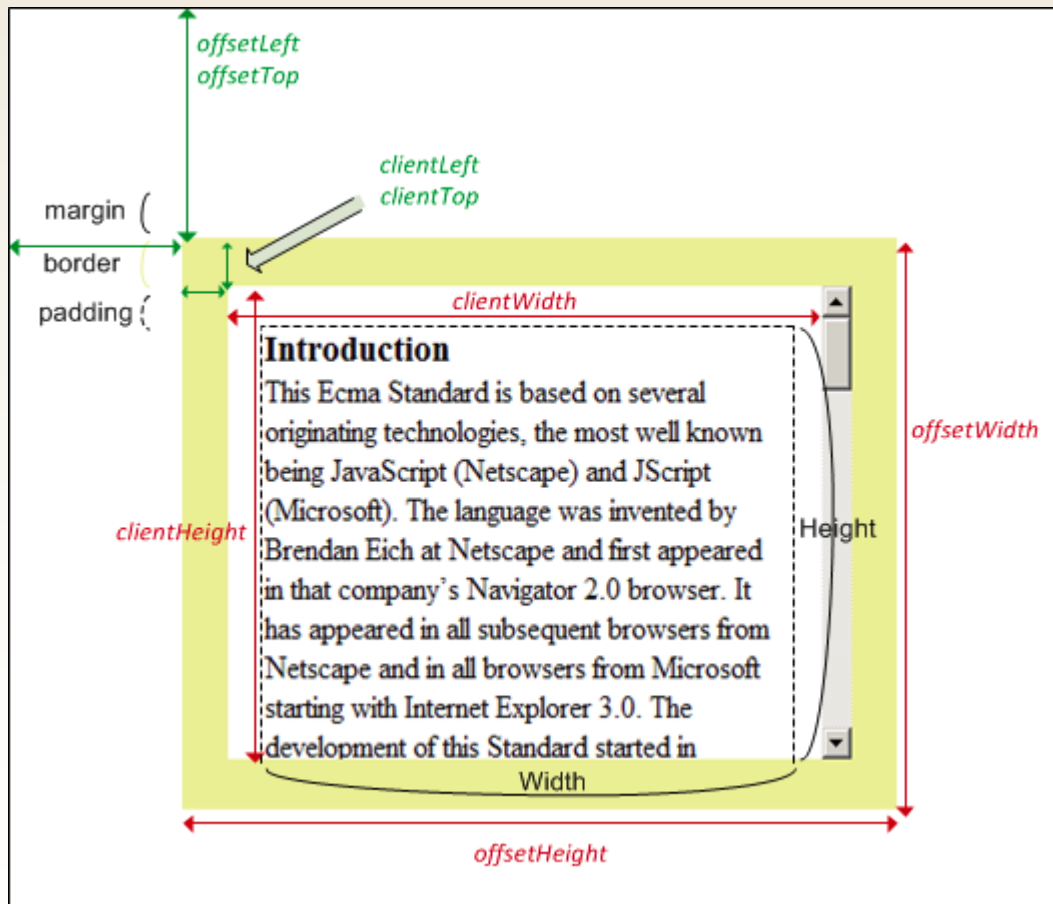 offsetLeft
offsetTop
clientLeft
clientTop
margin
border
padding
clientWidth
Introduction
This Ecma Standard is based on several
originating technologies, the most well known
being JavaScript (Netscape) and JScript
(Microsoft). The language was invented by
Brendan Eich at Netscape and first appeared
in that company’s Navigator 2.0 browser. It
has appeared in all subsequent browsers from
Netscape and in all browsers from Microsoft
starting with Internet Explorer 3.0. The
development of this Standard started in
clientHeight
Height
offsetWidth
Width
offsetHeight